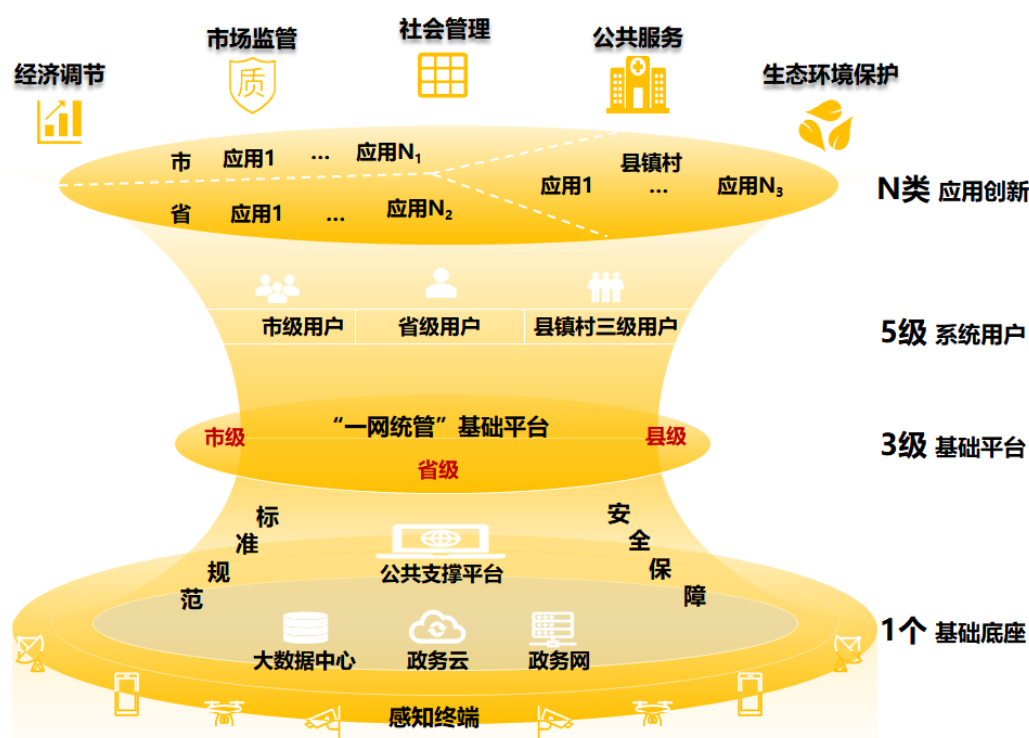 经济调节
市场监管
社会管理
公共服务
生态环境保护
质
市 应用1 ... 应用N₁
省 应用1 ... 应用N₂
县镇村
应用1 ... 应用N₃
N类 应用创新
市级用户
省级用户
县镇村三级用户
5级 系统用户
“一网统管”基础平台
市级
省级
县级
3级 基础平台
标准规范
安全保障
公共支撑平台
大数据中心
政务云
政务网
1个 基础底座
感知终端